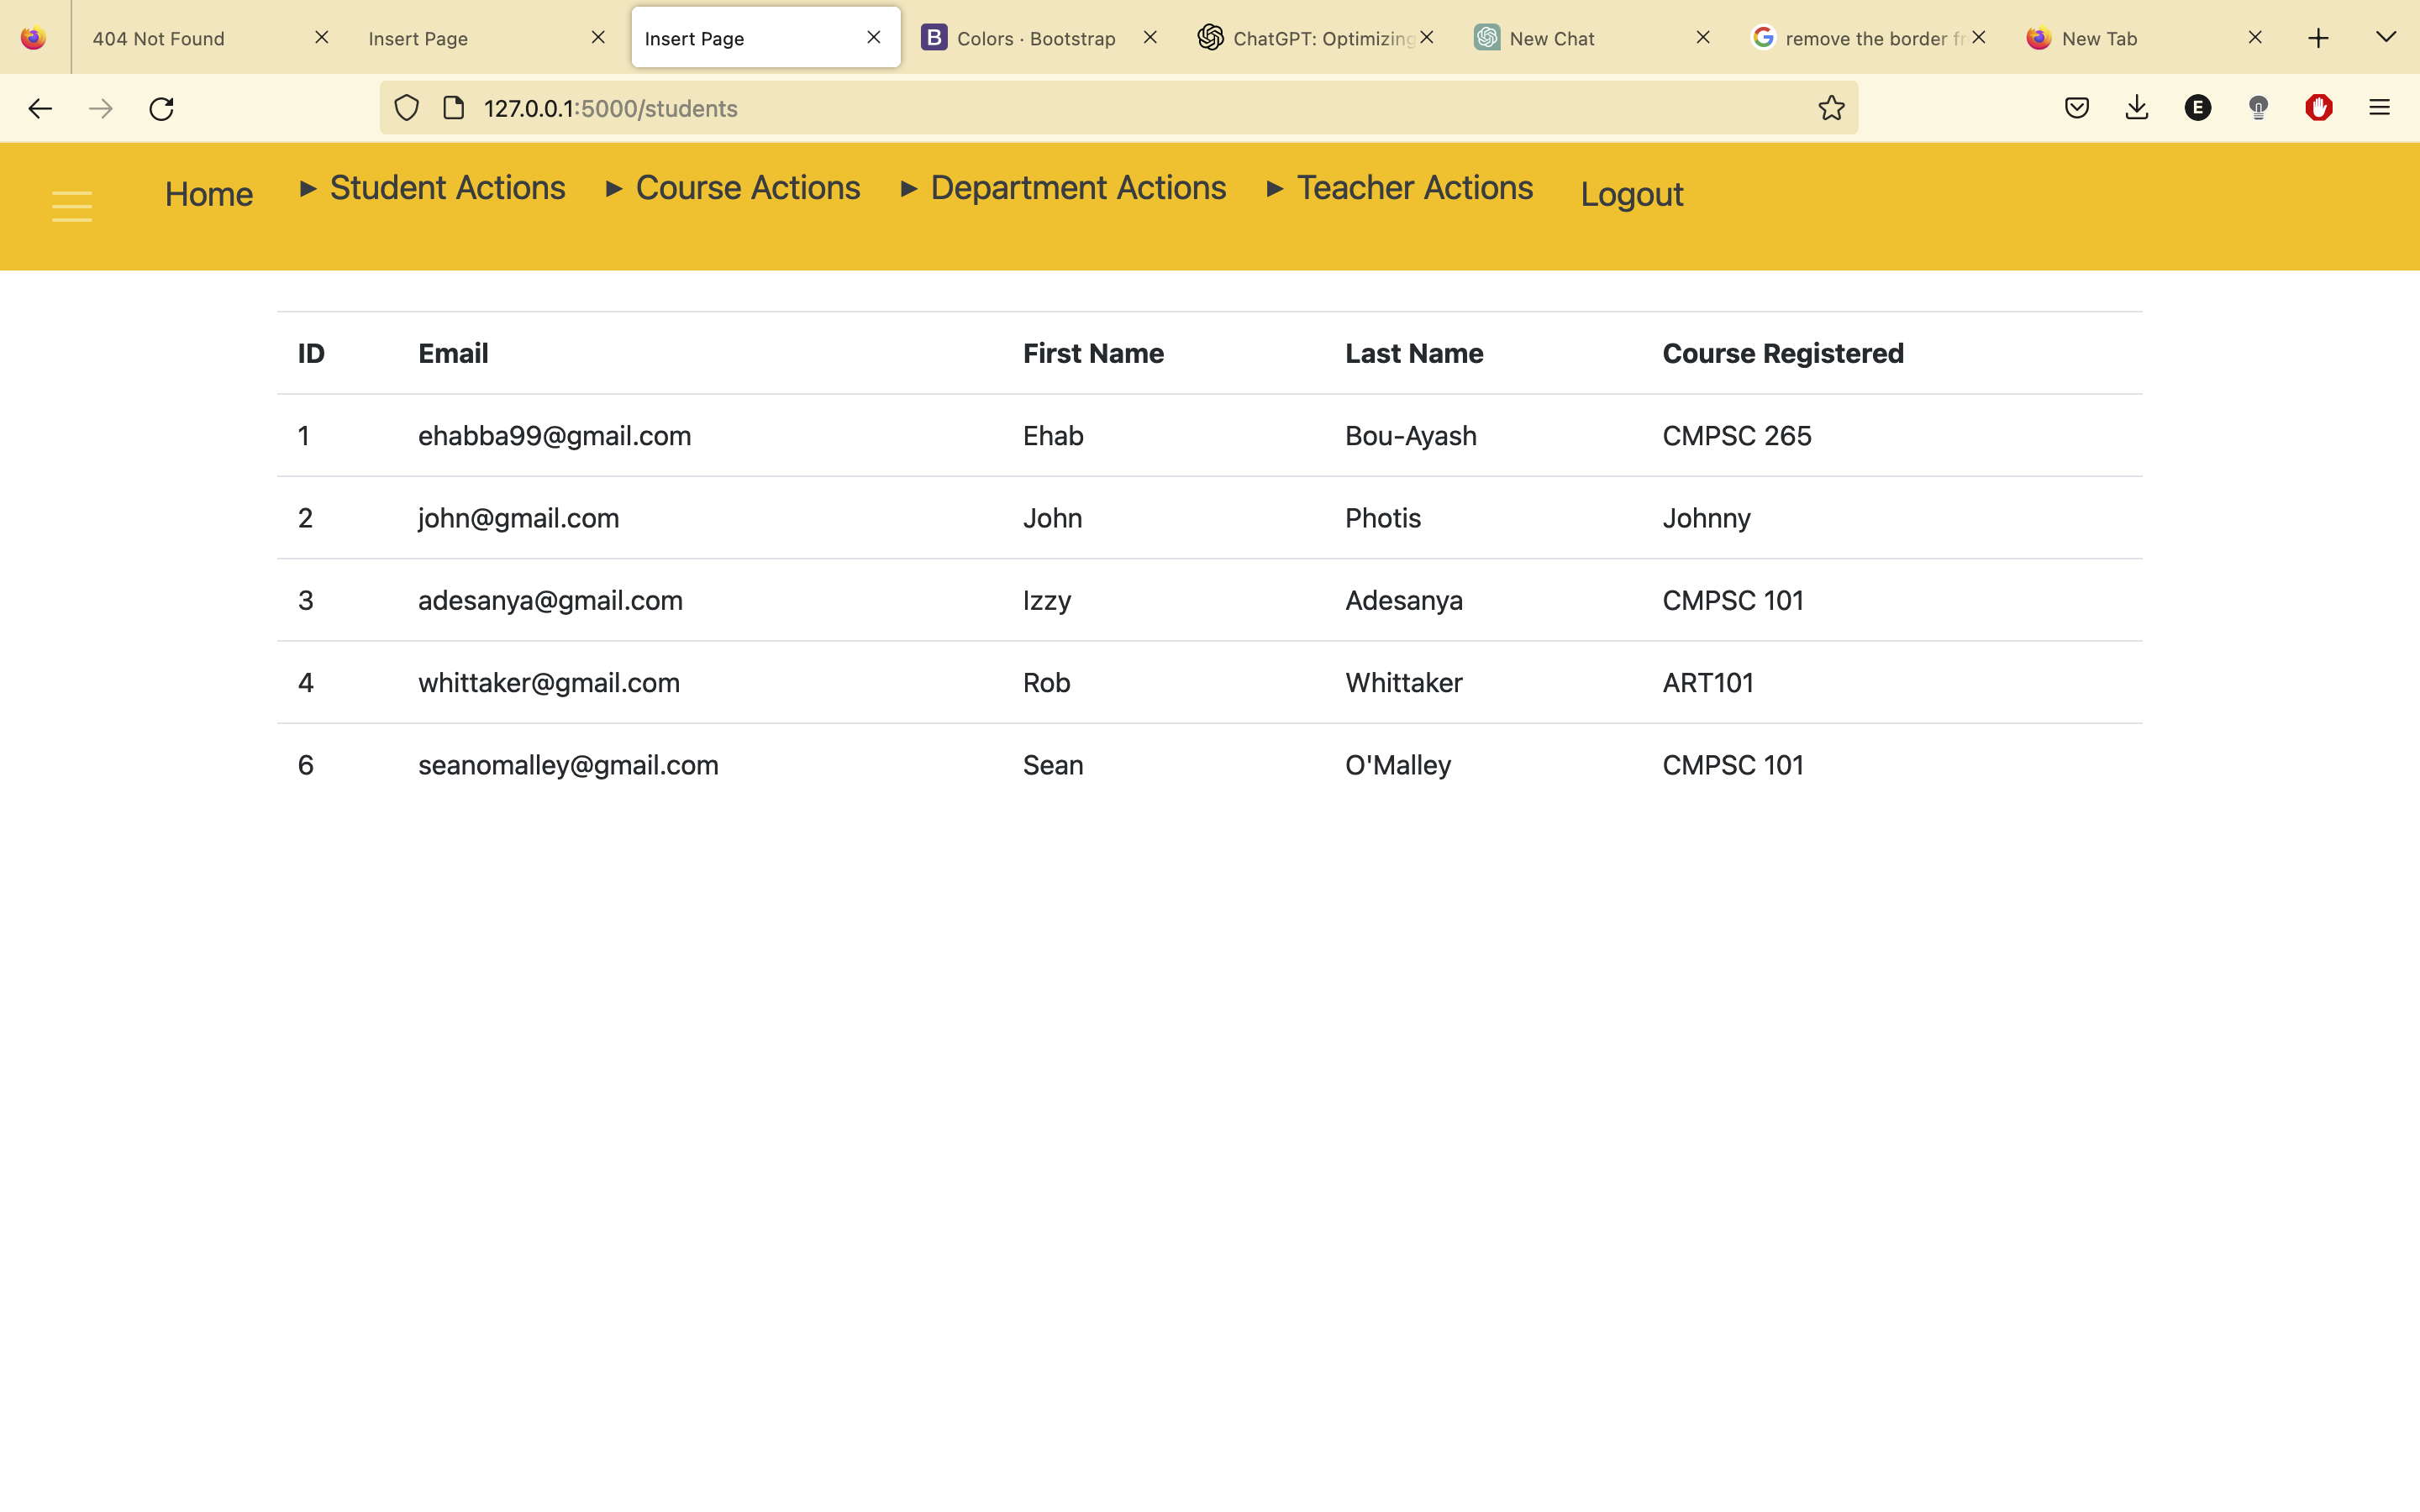 404 Not Found Insert Page Insert Page B Colors · Bootstrap ChatGPT: Optimizing New Chat G remove the border fr New Tab
127.0.0.1:5000/students E
Home ▶ Student Actions ▶ Course Actions ▶ Department Actions ▶ Teacher Actions Logout
ID Email First Name Last Name Course Registered
1 ehabba99@gmail.com Ehab Bou-Ayash CMPSC 265
2 john@gmail.com John Photis Johnny
3 adesanya@gmail.com Izzy Adesanya CMPSC 101
4 whittaker@gmail.com Rob Whittaker ART101
6 seanomalley@gmail.com Sean O'Malley CMPSC 101